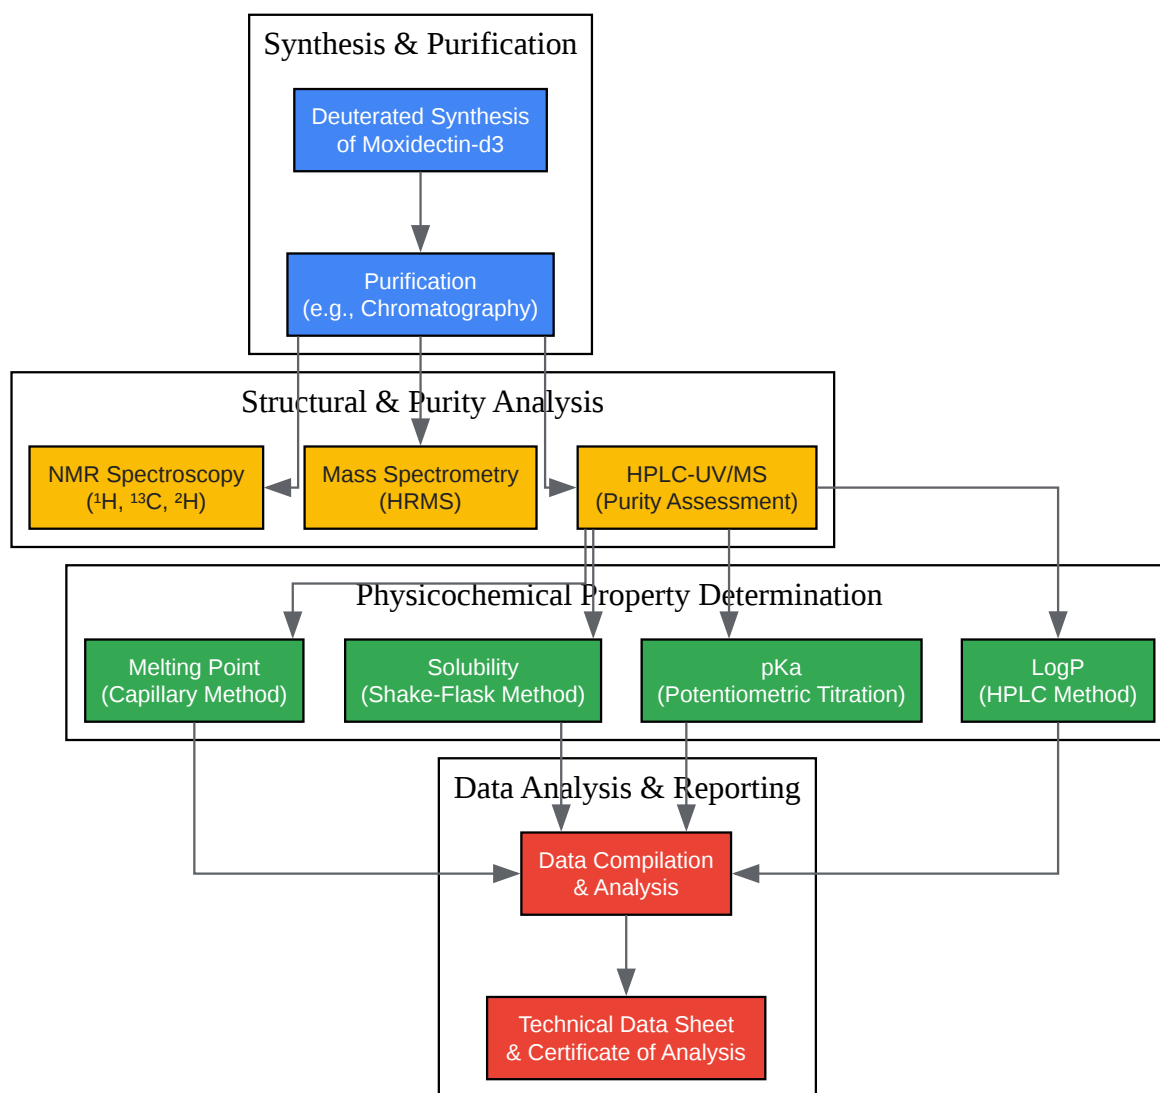 Synthesis & Purification
Deuterated Synthesis
of Moxidectin-d3
Purification
(e.g., Chromatography)
Structural & Purity Analysis
NMR Spectroscopy
(¹H, ¹³C, ²H)
Mass Spectrometry
(HRMS)
HPLC-UV/MS
(Purity Assessment)
Physicochemical Property Determination
Melting Point
(Capillary Method)
Solubility
(Shake-Flask Method)
pKa
(Potentiometric Titration)
LogP
(HPLC Method)
Data Analysis & Reporting
Data Compilation
& Analysis
Technical Data Sheet
& Certificate of Analysis